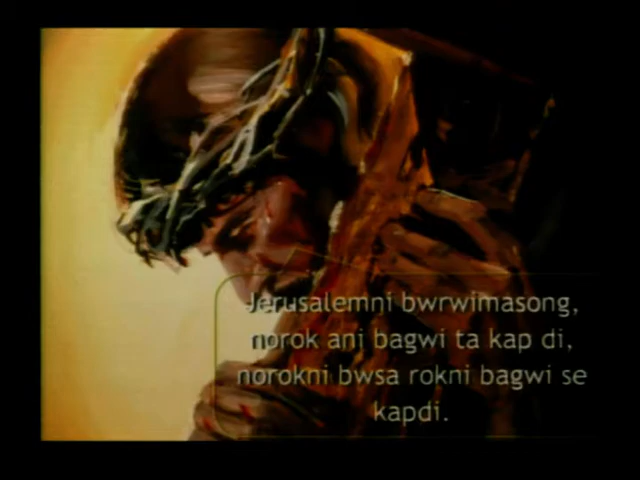 Jerusalemni bwrwimasong,
norok ani bagwi ta kap di,
norokni bwsa rokni bagwi se
kapdi.